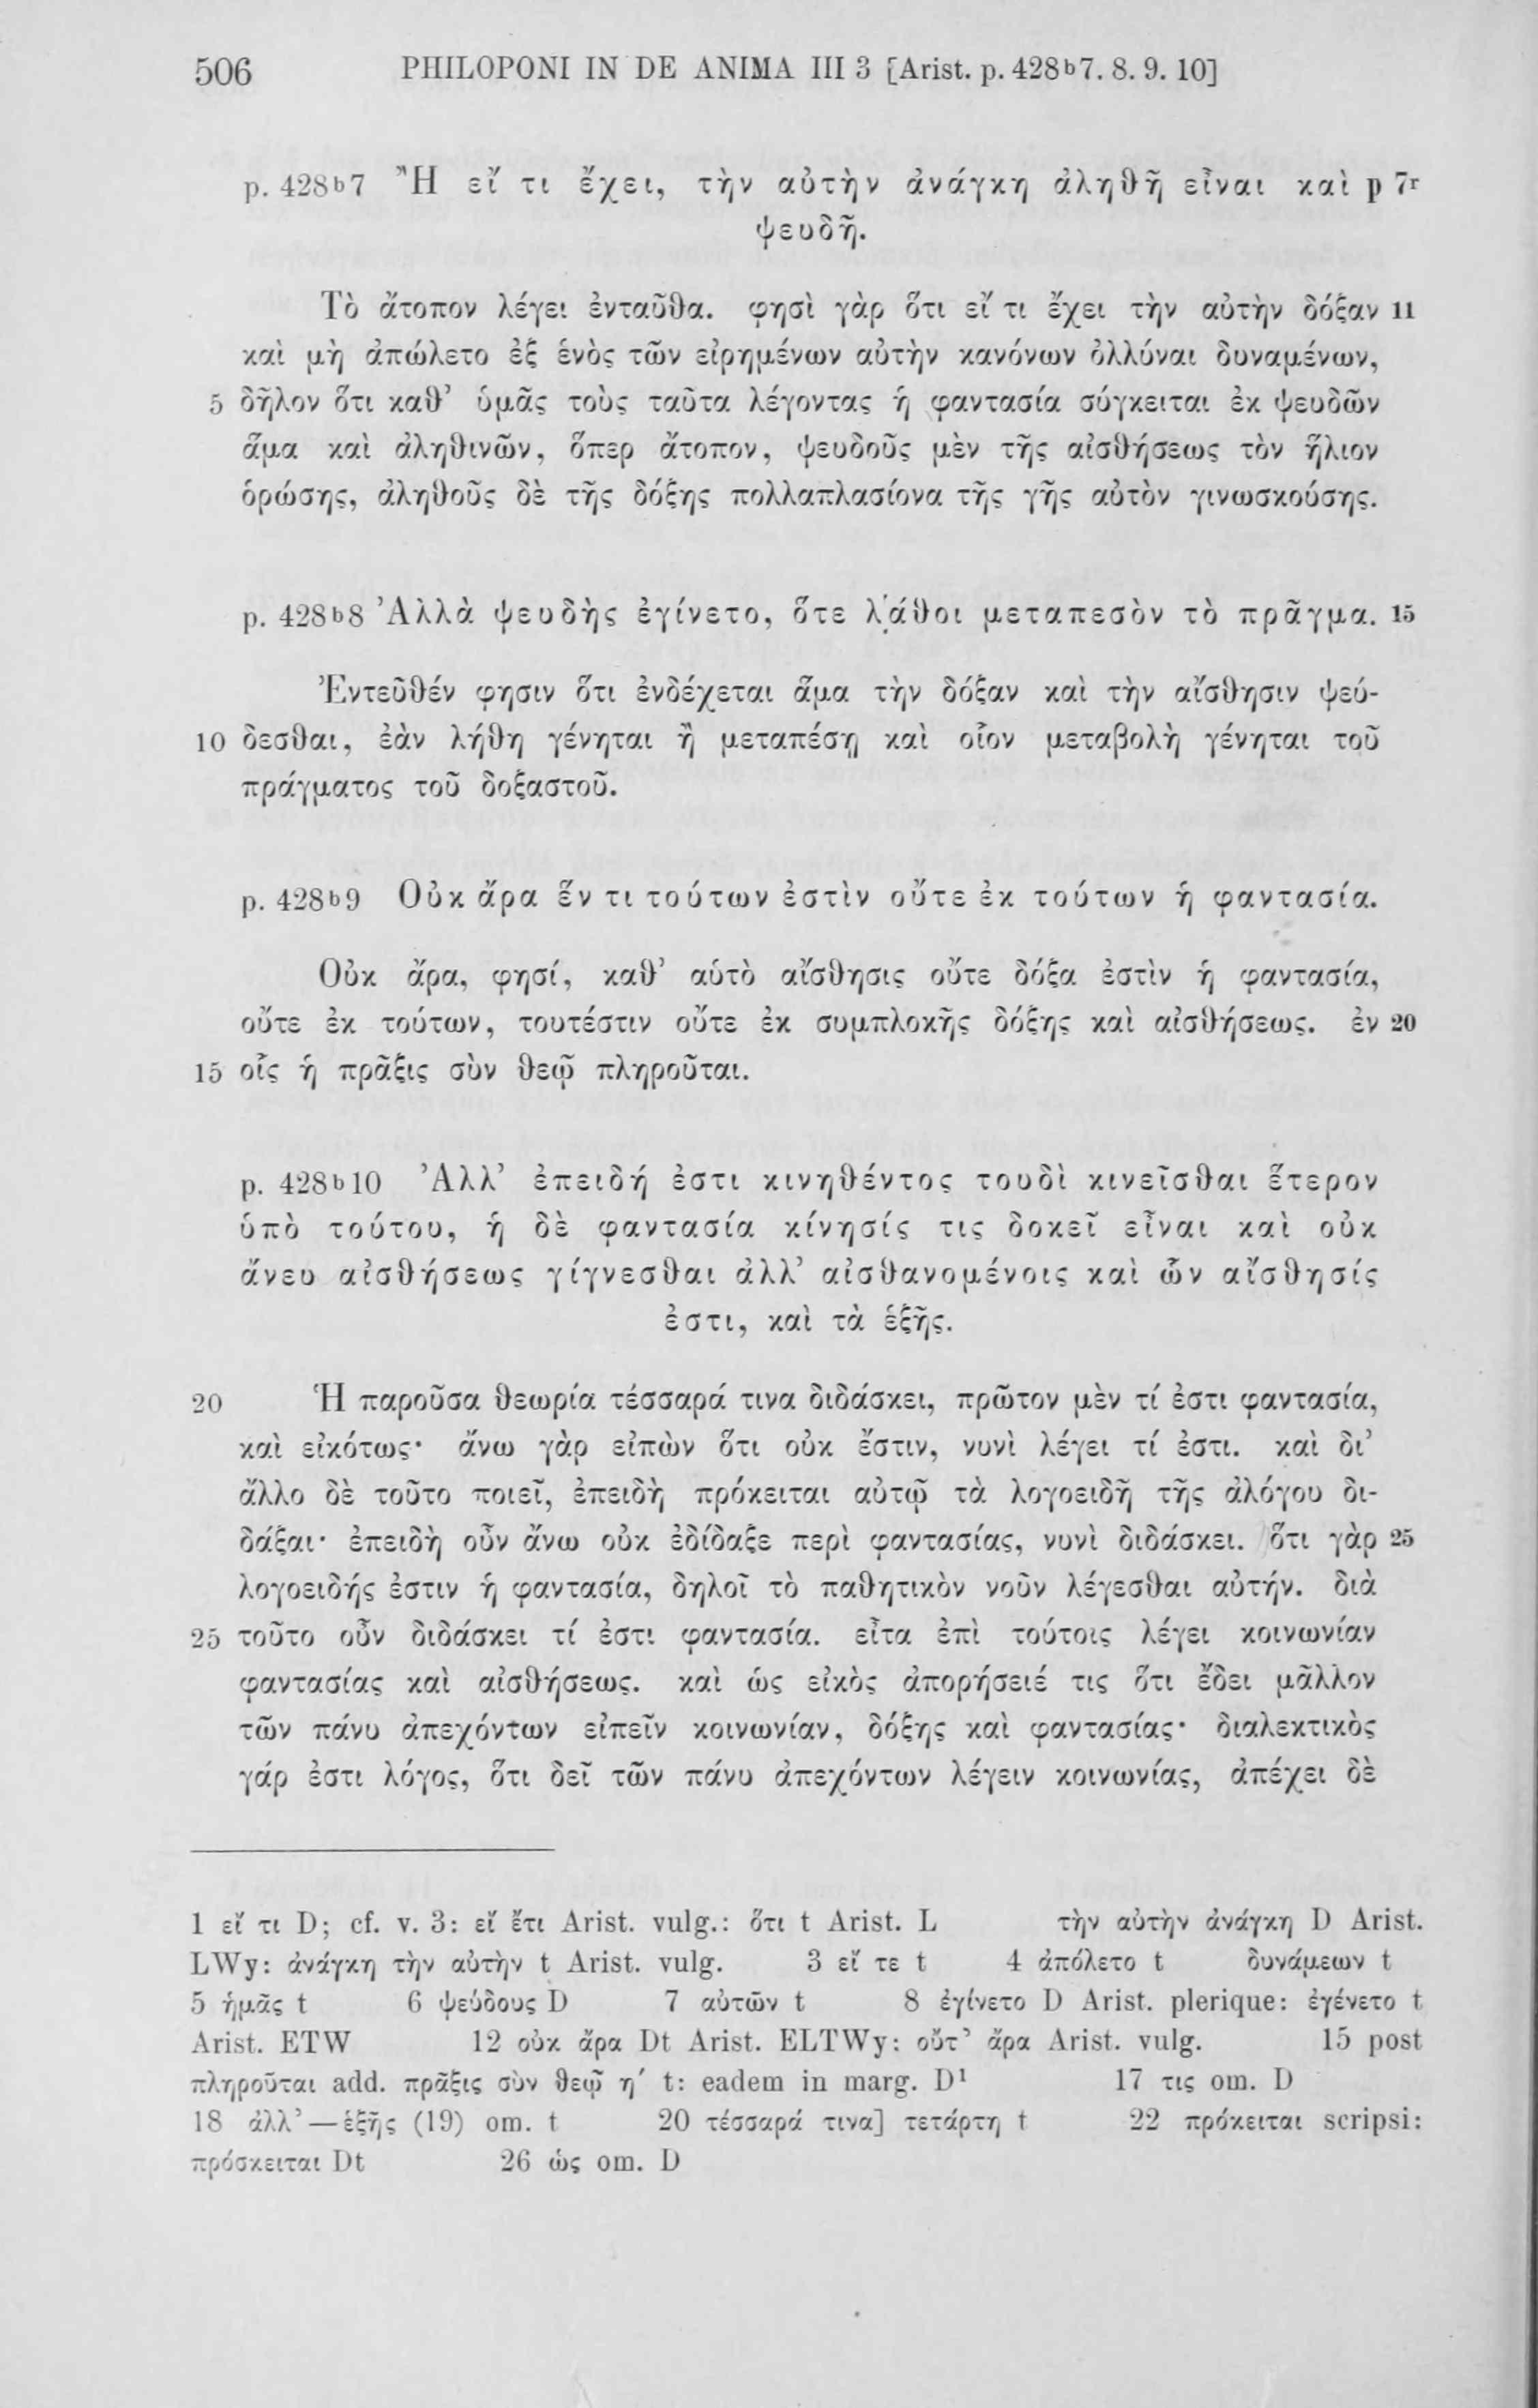 506 PHILOPONI IN DE ANIMA III 3 [Arist. p. 428b7. 8. 9. 10]
p. 428b7 Ἢ εἴ τι ἔχει, τὴν αὐτὴν ἀνάγκη ἀληθῆ εἶναι καὶ p 7r
ψευδῆ.
Τὸ ἄτοπον λέγει ἐνταῦθα. φησὶ γὰρ ὅτι εἴ τι ἔχει τὴν αὐτὴν δόξαν 11
καὶ μὴ ἀπώλετο ἐξ ἑνὸς τῶν εἰρημένων αὐτὴν κανόνων ὀλλύναι δυναμένων,
5 δῆλον ὅτι καθ’ ὑμᾶς τοὺς ταῦτα λέγοντας ἡ φαντασία σύγκειται ἐκ ψευδῶν
ἅμα καὶ ἀληθινῶν, ὅπερ ἄτοπον, ψευδοῦς μὲν τῆς αἰσθήσεως τὸν ἥλιον
ὁρώσης, ἀληθοῦς δὲ τῆς δόξης πολλαπλασίονα τῆς γῆς αὐτὸν γινωσκούσης.
p. 428b8 Ἀλλὰ ψευδὴς ἐγίνετο, ὅτε λάθοι μεταπεσὸν τὸ πρᾶγμα. 15
Ἐντεῦθέν φησιν ὅτι ἐνδέχεται ἅμα τὴν δόξαν καὶ τὴν αἴσθησιν ψεύ-
10 δεσθαι, ἐὰν λήθη γένηται ἢ μεταπέσῃ καὶ οἷον μεταβολὴ γένηται τοῦ
πράγματος τοῦ δοξαστοῦ.
p. 428b9 Οὐκ ἄρα ἕν τι τούτων ἐστὶν οὔτε ἐκ τούτων ἡ φαντασία.
Οὐκ ἄρα, φησί, καθ’ αὑτὸ αἴσθησις οὔτε δόξα ἐστὶν ἡ φαντασία,
οὔτε ἐκ τούτων, τουτέστιν οὔτε ἐκ συμπλοκῆς δόξης καὶ αἰσθήσεως. ἐν 20
15 οἷς ἡ πρᾶξις σὺν θεῷ πληροῦται.
p. 428b10 Ἀλλ’ ἐπειδή ἐστι κινηθέντος τουδὶ κινεῖσθαι ἕτερον
ὑπὸ τούτου, ἡ δὲ φαντασία κίνησίς τις δοκεῖ εἶναι καὶ οὐκ
ἄνευ αἰσθήσεως γίγνεσθαι ἀλλ’ αἰσθανομένοις καὶ ὧν αἴσθησίς
ἐστι, καὶ τὰ ἑξῆς.
20 Ἡ παροῦσα θεωρία τέσσαρά τινα διδάσκει, πρῶτον μὲν τί ἐστι φαντασία,
καὶ εἰκότως· ἄνω γὰρ εἰπὼν ὅτι οὐκ ἔστιν, νυνὶ λέγει τί ἐστι. καὶ δι’
ἄλλο δὲ τοῦτο ποιεῖ, ἐπειδὴ πρόκειται αὐτῷ τὰ λογοειδῆ τῆς ἀλόγου δι-
δάξαι· ἐπειδὴ οὖν ἄνω οὐκ ἐδίδαξε περὶ φαντασίας, νυνὶ διδάσκει. ὅτι γὰρ 25
λογοειδής ἐστιν ἡ φαντασία, δηλοῖ τὸ παθητικὸν νοῦν λέγεσθαι αὐτήν. διὰ
25 τοῦτο οὖν διδάσκει τί ἐστι φαντασία. εἶτα ἐπὶ τούτοις λέγει κοινωνίαν
φαντασίας καὶ αἰσθήσεως. καὶ ὡς εἰκὸς ἀπορήσειέ τις ὅτι ἔδει μᾶλλον
τῶν πάνυ ἀπεχόντων εἰπεῖν κοινωνίαν, δόξης καὶ φαντασίας· διαλεκτικὸς
γάρ ἐστι λόγος, ὅτι δεῖ τῶν πάνυ ἀπεχόντων λέγειν κοινωνίας, ἀπέχει δὲ
1 εἴ τι D; cf. v. 3: εἴ ἔτι Arist. vulg.: ὅτι t Arist. L τὴν αὐτὴν ἀνάγκη D Arist.
LWy: ἀνάγκη τὴν αὐτὴν t Arist. vulg. 3 εἴ τε t 4 ἀπόλετο t δυνάμεων t
5 ἡμᾶς t 6 ψεύδους D 7 αὐτῶν t 8 ἐγίνετο D Arist. plerique: ἐγένετο t
Arist. ETW 12 οὐκ ἄρα Dt Arist. ELTWy: οὔτ’ ἄρα Arist. vulg. 15 post
πληροῦται add. πρᾶξις σὺν θεῷ η′ t: eadem in marg. D1 17 τις om. D
18 ἀλλ’ — ἑξῆς (19) om. t 20 τέσσαρά τινα] τετάρτη t 22 πρόκειται scripsi:
πρόσκειται Dt 26 ὡς om. D